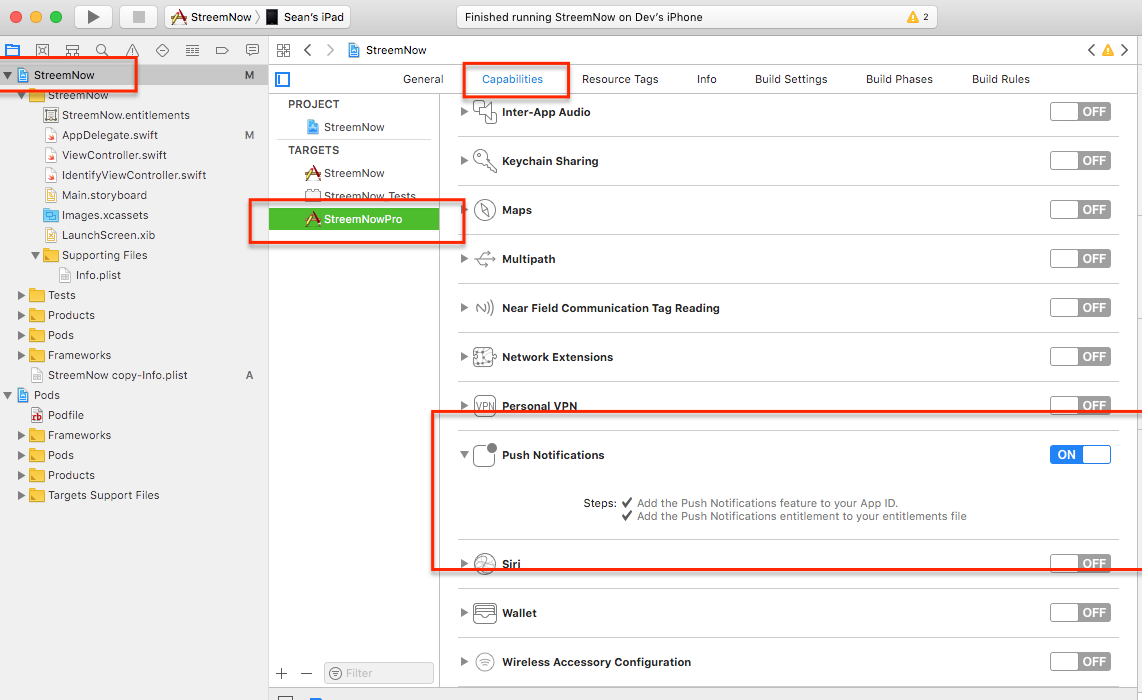 StreemNow
Sean's iPad
Finished running StreemNow on Dev's iPhone
2
StreemNow
StreemNow
M
StreemNow
StreemNow.entitlements
AppDelegate.swift
M
ViewController.swift
IdentifyViewController.swift
Main.storyboard
Images.xcassets
LaunchScreen.xib
Supporting Files
Info.plist
Tests
Products
Pods
Frameworks
StreemNow copy-Info.plist
A
Pods
Podfile
Frameworks
Pods
Products
Targets Support Files
General
Capabilities
Resource Tags
Info
Build Settings
Build Phases
Build Rules
PROJECT
StreemNow
TARGETS
StreemNow
StreemNow Tests
StreemNowPro
Filter
Inter-App Audio
OFF
Keychain Sharing
OFF
Maps
OFF
Multipath
OFF
Near Field Communication Tag Reading
OFF
Network Extensions
OFF
VPN
Personal VPN
OFF
Push Notifications
ON
Steps: ✔ Add the Push Notifications feature to your App ID.
✔ Add the Push Notifications entitlement to your entitlements file
Siri
OFF
Wallet
OFF
Wireless Accessory Configuration
OFF